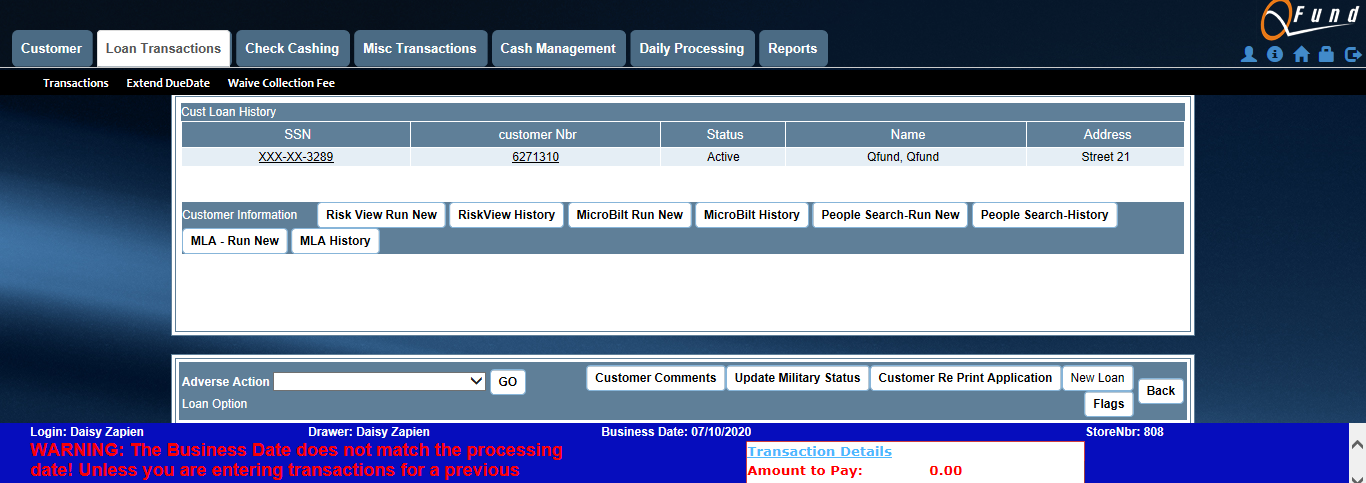 Fund
Customer
Loan Transactions
Check Cashing
Misc Transactions
Cash Management
Daily Processing
Reports
Transactions
Extend DueDate
Waive Collection Fee
Cust Loan History
SSN
customer Nbr
Status
Name
Address
XXX-XX-3289
6271310
Active
Qfund, Qfund
Street 21
Customer Information
Risk View Run New
RiskView History
MicroBilt Run New
MicroBilt History
People Search-Run New
People Search-History
MLA - Run New
MLA History
Adverse Action
GO
Customer Comments
Update Military Status
Customer Re Print Application
New Loan
Back
Loan Option
Flags
Login: Daisy Zapien
Drawer: Daisy Zapien
Business Date: 07/10/2020
StoreNbr: 808
WARNING: The Business Date does not match the processing
date! Unless you are entering transactions for a previous
Transaction Details
Amount to Pay: 0.00